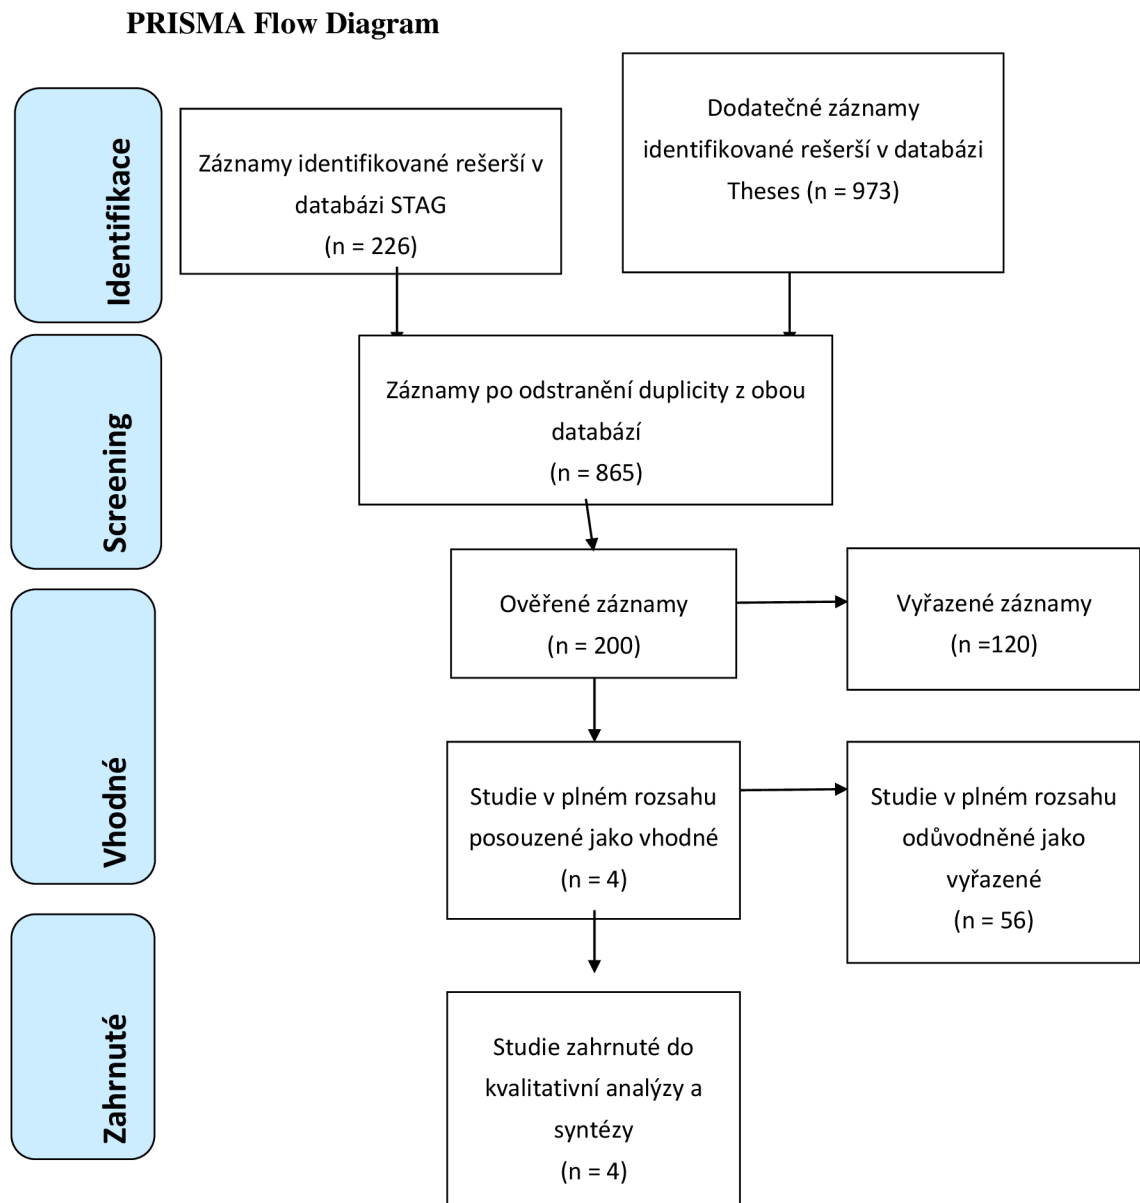 PRISMA Flow Diagram
Identifikace
Záznamy identifikované rešerší v
databázi STAG
(n = 226)
Dodatečné záznamy
identifikované rešerší v databázi
Theses (n = 973)
Screening
Záznamy po odstranění duplicity z obou
databází
(n = 865)
Ověřené záznamy
(n = 200)
Vyřazené záznamy
(n =120)
Vhodné
Studie v plném rozsahu
posouzené jako vhodné
(n = 4)
Studie v plném rozsahu
odůvodněné jako
vyřazené
(n = 56)
Zahrnuté
Studie zahrnuté do
kvalitativní analýzy a
syntézy
(n = 4)